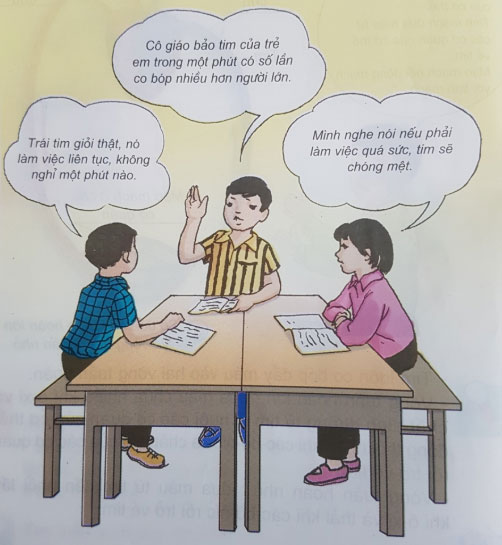 Cô giáo bảo tim của trẻ
em trong một phút có số lần
co bóp nhiều hơn người lớn.
Trái tim giỏi thật, nó
làm việc liên tục, không
nghỉ một phút nào.
Mình nghe nói nếu phải
làm việc quá sức, tim sẽ
chóng mệt.